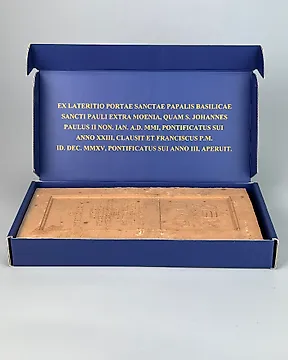 EX LATERITIO PORTAE SANCTAE PAPALIS BASILICAE
SANCTI PAULI EXTRA MOENIA, QUAM S. JOHANNES
PAULUS II NON. IAN. A.D. MMI, PONTIFICATUS SUI
ANNO XXIII, CLAUSIT ET FRANCISCUS P.M.
ID. DEC. MMXV, PONTIFICATUS SUI ANNO III, APERUIT.